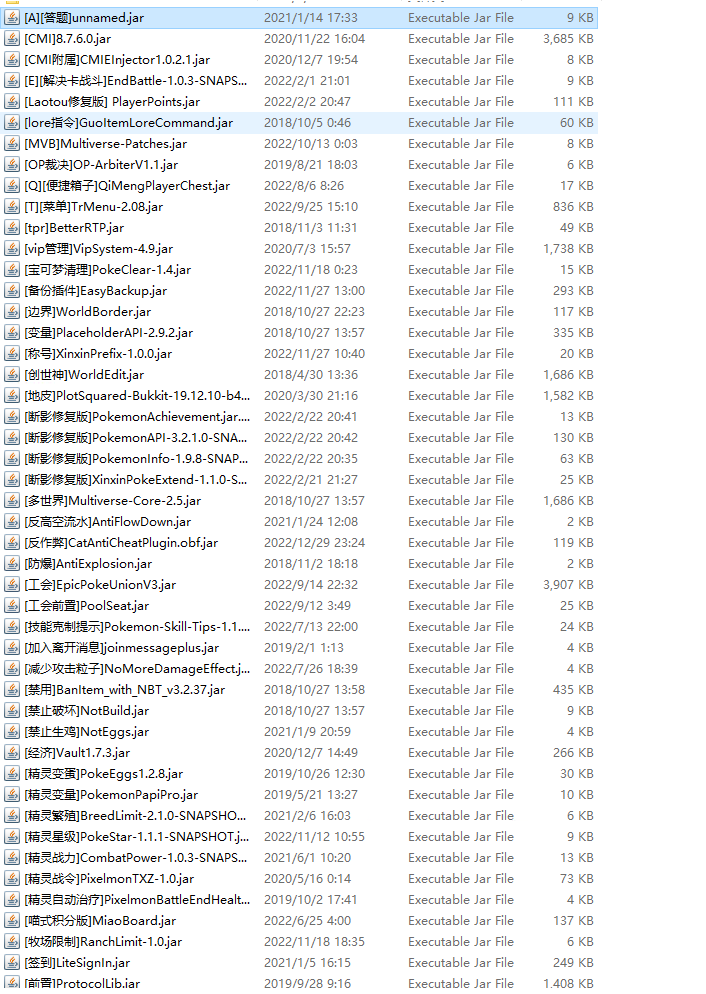 [A][答题]unnamed.jar 2021/1/14 17:33 Executable Jar File 9 KB
[CMI]8.7.6.0.jar 2020/11/22 16:04 Executable Jar File 3,685 KB
[CMI附属]CMIEInjector1.0.2.1.jar 2020/12/7 19:54 Executable Jar File 8 KB
[E][解决卡战斗]EndBattle-1.0.3-SNAPS... 2022/2/1 21:01 Executable Jar File 9 KB
[Laotou修复版] PlayerPoints.jar 2022/2/2 20:47 Executable Jar File 111 KB
[lore指令]GuoItemLoreCommand.jar 2018/10/5 0:46 Executable Jar File 60 KB
[MVB]Multiverse-Patches.jar 2022/10/13 0:03 Executable Jar File 8 KB
[OP裁决]OP-ArbiterV1.1.jar 2019/8/21 18:03 Executable Jar File 6 KB
[Q][便捷箱子]QiMengPlayerChest.jar 2022/8/6 8:26 Executable Jar File 17 KB
[T][菜单]TrMenu-2.08.jar 2022/9/25 15:10 Executable Jar File 836 KB
[tpr]BetterRTP.jar 2018/11/3 11:31 Executable Jar File 49 KB
[vip管理]VipSystem-4.9.jar 2020/7/3 15:57 Executable Jar File 1,738 KB
[宝可梦清理]PokeClear-1.4.jar 2022/11/18 0:23 Executable Jar File 15 KB
[备份插件]EasyBackup.jar 2022/11/27 13:00 Executable Jar File 293 KB
[边界]WorldBorder.jar 2018/10/27 22:23 Executable Jar File 117 KB
[变量]PlaceholderAPI-2.9.2.jar 2018/10/27 13:57 Executable Jar File 335 KB
[称号]XinxinPrefix-1.0.0.jar 2022/11/27 10:40 Executable Jar File 20 KB
[创世神]WorldEdit.jar 2018/4/30 13:36 Executable Jar File 1,686 KB
[地皮]PlotSquared-Bukkit-19.12.10-b4... 2020/3/30 21:16 Executable Jar File 1,582 KB
[断影修复版]PokemonAchievement.jar.... 2022/2/22 20:41 Executable Jar File 13 KB
[断影修复版]PokemonAPI-3.2.1.0-SNA... 2022/2/22 20:42 Executable Jar File 130 KB
[断影修复版]PokemonInfo-1.9.8-SNAP... 2022/2/22 20:35 Executable Jar File 63 KB
[断影修复版]XinxinPokeExtend-1.1.0-S... 2022/2/21 21:27 Executable Jar File 25 KB
[多世界]Multiverse-Core-2.5.jar 2018/10/27 13:57 Executable Jar File 1,686 KB
[反高空流水]AntiFlowDown.jar 2021/1/24 12:08 Executable Jar File 2 KB
[反作弊]CatAntiCheatPlugin.obf.jar 2022/12/29 23:24 Executable Jar File 119 KB
[防爆]AntiExplosion.jar 2018/11/2 18:18 Executable Jar File 2 KB
[工会]EpicPokeUnionV3.jar 2022/9/14 22:32 Executable Jar File 3,907 KB
[工会前置]PoolSeat.jar 2022/9/12 3:49 Executable Jar File 25 KB
[技能克制提示]Pokemon-Skill-Tips-1.1.... 2022/7/13 22:00 Executable Jar File 24 KB
[加入离开消息]joinmessageplus.jar 2019/2/1 1:13 Executable Jar File 4 KB
[减少攻击粒子]NoMoreDamageEffect.j... 2022/7/26 18:39 Executable Jar File 4 KB
[禁用]BanItem_with_NBT_v3.2.37.jar 2018/10/27 13:58 Executable Jar File 435 KB
[禁止破坏]NotBuild.jar 2018/10/27 13:57 Executable Jar File 9 KB
[禁止生鸡]NotEggs.jar 2021/1/9 20:59 Executable Jar File 4 KB
[经济]Vault1.7.3.jar 2020/12/7 14:49 Executable Jar File 266 KB
[精灵变蛋]PokeEggs1.2.8.jar 2019/10/26 12:30 Executable Jar File 30 KB
[精灵变量]PokemonPapiPro.jar 2019/5/21 13:27 Executable Jar File 10 KB
[精灵繁殖]BreedLimit-2.1.0-SNAPSHO... 2021/2/6 16:03 Executable Jar File 6 KB
[精灵星级]PokeStar-1.1.1-SNAPSHOT.j... 2022/11/12 10:55 Executable Jar File 9 KB
[精灵战力]CombatPower-1.0.3-SNAPS... 2021/6/1 10:20 Executable Jar File 13 KB
[精灵战令]PixelmonTXZ-1.0.jar 2020/5/16 0:14 Executable Jar File 73 KB
[精灵自动治疗]PixelmonBattleEndHealt... 2019/10/2 17:41 Executable Jar File 4 KB
[喵式积分版]MiaoBoard.jar 2022/6/25 4:00 Executable Jar File 137 KB
[牧场限制]RanchLimit-1.0.jar 2022/11/18 18:35 Executable Jar File 6 KB
[签到]LiteSignIn.jar 2021/1/5 16:15 Executable Jar File 249 KB
[前置]ProtocolLib.jar 2019/9/28 9:16 Executable Jar File 1,408 KB